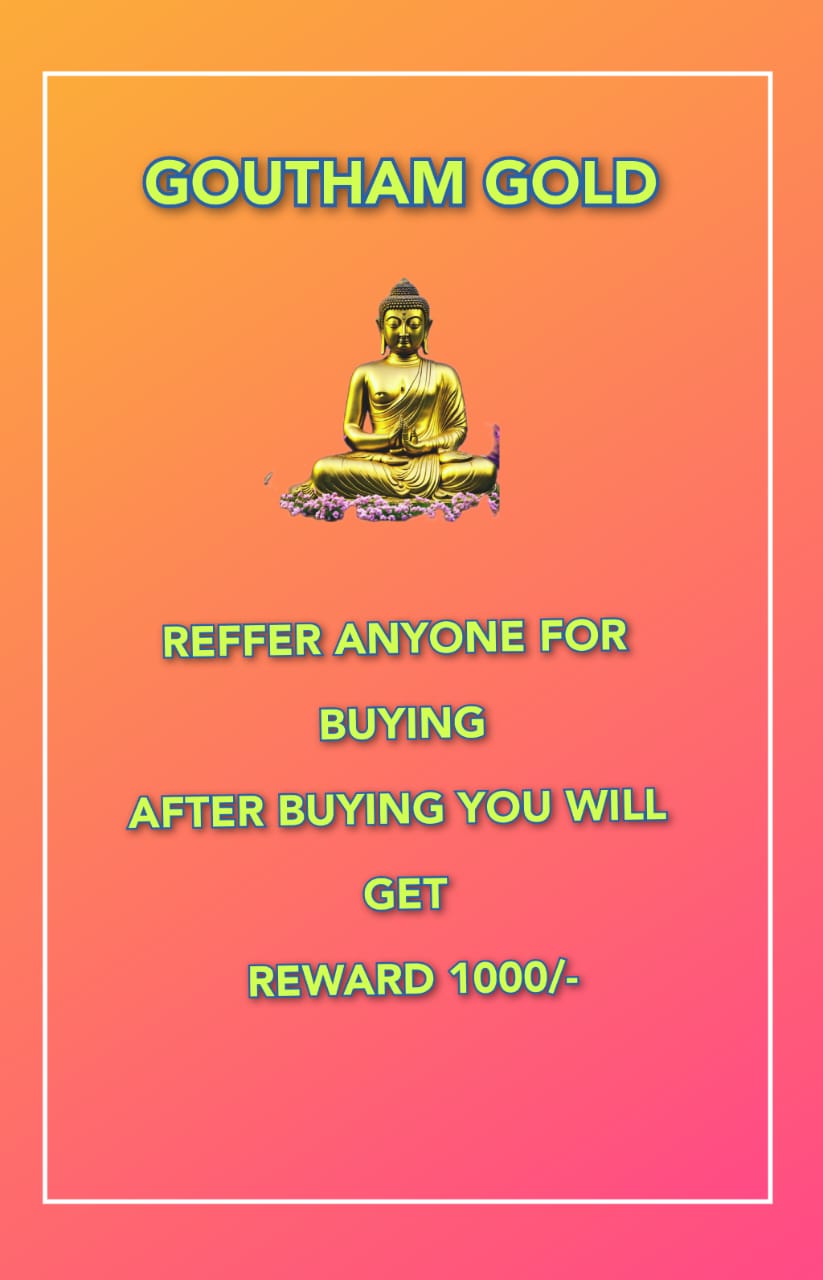 GOUTHAM GOLD
REFFER ANYONE FOR
BUYING
AFTER BUYING YOU WILL
GET
REWARD 1000/-